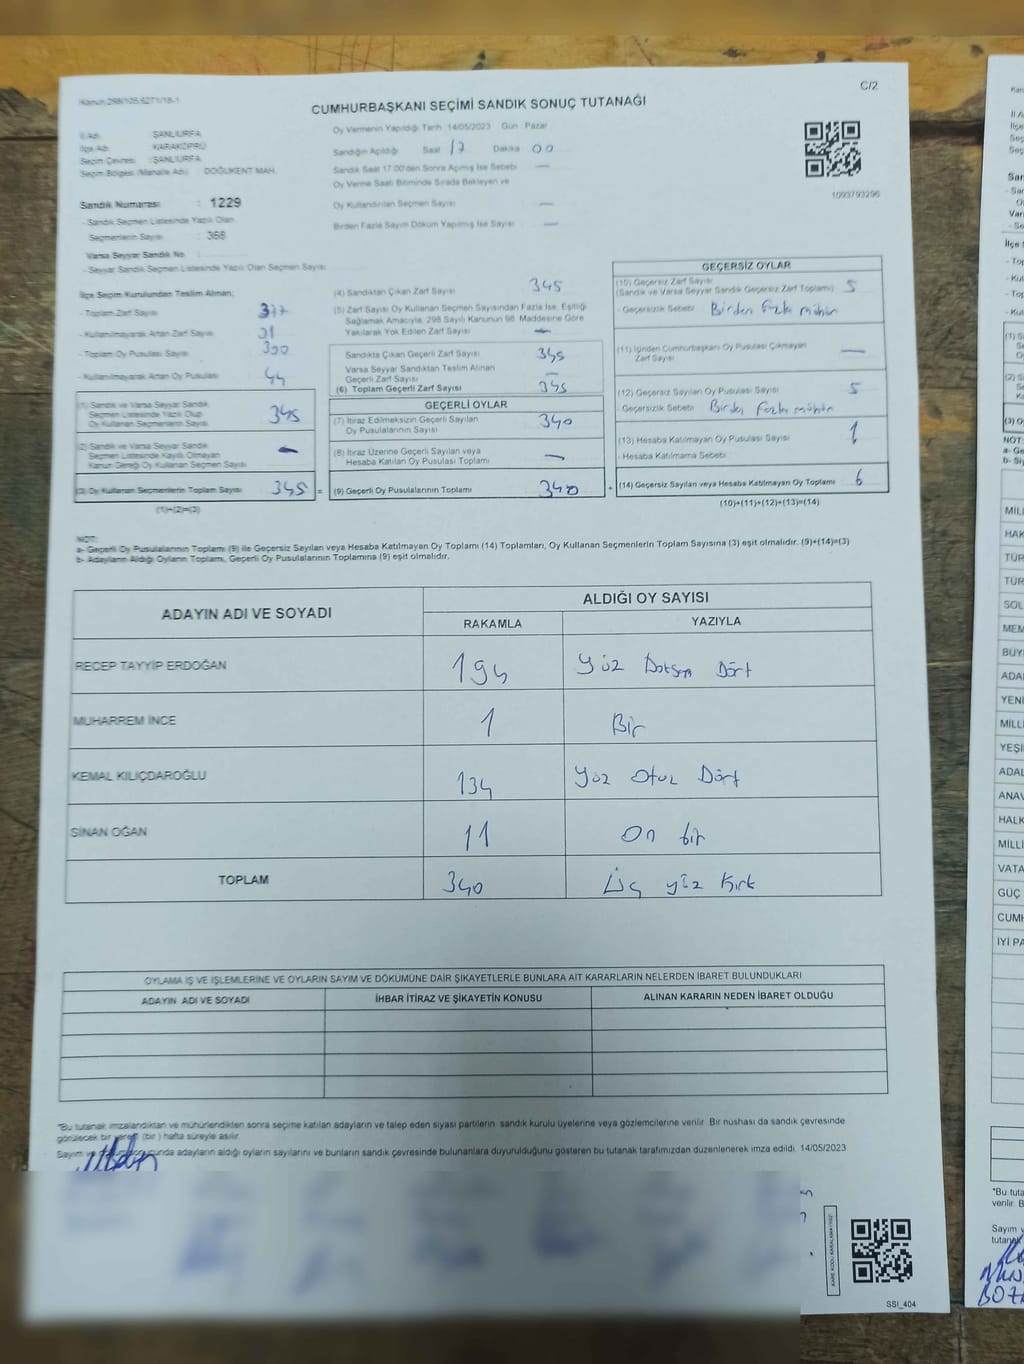 Kanun 298/105,6271/18-1
C/2
CUMHURBAŞKANI SEÇİMİ SANDIK SONUÇ TUTANAĞI
İl Adı : ŞANLIURFA
İlçe Adı : KARAKÖPRÜ
Seçim Çevresi : ŞANLIURFA
Seçim Bölgesi (Mahalle Adı) : DOĞUKENT MAH.
Sandık Numarası : 1229
- Sandık Seçmen Listesinde Yazılı Olan
Seçmenlerin Sayısı : 368
Varsa Seyyar Sandık No
- Seyyar Sandık Seçmen Listesinde Yazılı Olan Seçmen Sayısı
Oy Vermenin Yapıldığı Tarih 14/05/2023 Gün Pazar
Sandığın Açıldığı Saat 17 Dakika 00
Sandık Saat 17.00'den Sonra Açılmış İse Sebebi —
Oy Verme Saati Bitiminde Sırada Bekleyen ve
Oy Kullandırılan Seçmen Sayısı —
Birden Fazla Sayım Döküm Yapılmış İse Sayısı —
1093793296
İlçe Seçim Kurulundan Teslim Alınan;
- Toplam Zarf Sayısı 377
- Kullanılmayarak Artan Zarf Sayısı
- Toplam Oy Pusulası Sayısı 390
- Kullanılmayarak Artan Oy Pusulası 44
(1) Sandık ve Varsa Seyyar Sandık
Seçmen Listesinde Yazılı Olup
Oy Kullanan Seçmenlerin Sayısı 345
(2) Sandık ve Varsa Seyyar Sandık
Seçmen Listesinde Kayıtlı Olmayan
Kanun Gereği Oy Kullanan Seçmen Sayısı —
(3) Oy Kullanan Seçmenlerin Toplam Sayısı 345 =
(1)+(2)=(3)
(4) Sandıktan Çıkan Zarf Sayısı 345
(5) Zarf Sayısı Oy Kullanan Seçmen Sayısından Fazla İse, Eşitliği
Sağlamak Amacıyla, 298 Sayılı Kanunun 98. Maddesine Göre
Yakılarak Yok Edilen Zarf Sayısı —
Sandıkta Çıkan Geçerli Zarf Sayısı 345
Varsa Seyyar Sandıktan Teslim Alınan
Geçerli Zarf Sayısı —
(6) Toplam Geçerli Zarf Sayısı 345
GEÇERLİ OYLAR
(7) İtiraz Edilmeksizin Geçerli Sayılan
Oy Pusulalarının Sayısı 340
(8) İtiraz Üzerine Geçerli Sayılan veya
Hesaba Katılan Oy Pusulası Toplamı —
(9) Geçerli Oy Pusulalarının Toplamı 340 +
GEÇERSİZ OYLAR
(10) Geçersiz Zarf Sayısı
(Sandık ve Varsa Seyyar Sandık Geçersiz Zarf Toplamı) 5
- Geçersizlik Sebebi Birden fazla mühür
(11) İçinden Cumhurbaşkanı Oy Pusulası Çıkmayan
Zarf Sayısı —
(12) Geçersiz Sayılan Oy Pusulası Sayısı 5
- Geçersizlik Sebebi Birden fazla mühür
(13) Hesaba Katılmayan Oy Pusulası Sayısı 1
- Hesaba Katılmama Sebebi
(14) Geçersiz Sayılan veya Hesaba Katılmayan Oy Toplamı 6
(10)+(11)+(12)+(13)=(14)
NOT:
a- Geçerli Oy Pusulalarının Toplamı (9) ile Geçersiz Sayılan veya Hesaba Katılmayan Oy Toplamı (14) Toplamları, Oy Kullanan Seçmenlerin Toplam Sayısına (3) eşit olmalıdır. (9)+(14)=(3)
b- Adayların Aldığı Oyların Toplamı, Geçerli Oy Pusulalarının Toplamına (9) eşit olmalıdır.
ADAYIN ADI VE SOYADI
ALDIĞI OY SAYISI
RAKAMLA YAZIYLA
RECEP TAYYİP ERDOĞAN 194 Yüz Doksan Dört
MUHARREM İNCE 1 Bir
KEMAL KILIÇDAROĞLU 134 Yüz Otuz Dört
SİNAN OĞAN 11 On bir
TOPLAM 340 Üç yüz Kırk
OYLAMA İŞ VE İŞLEMLERİNE VE OYLARIN SAYIM VE DÖKÜMÜNE DAİR ŞİKAYETLERLE BUNLARA AİT KARARLARIN NELERDEN İBARET BULUNDUKLARI
ADAYIN ADI VE SOYADI İHBAR İTİRAZ VE ŞİKAYETİN KONUSU ALINAN KARARIN NEDEN İBARET OLDUĞU
"Bu tutanak imzalandıktan ve mühürlendikten sonra seçime katılan adayların ve talep eden siyasi partilerin sandık kurulu üyelerine veya gözlemcilerine verilir. Bir nüshası da sandık çevresinde
görülecek bir yere (bir) hafta süreyle asılır.
Sayım ve adayların aldığı oyların sayılarını ve bunların sandık çevresinde bulunanlara duyurulduğunu gösteren bu tutanak tarafımızdan düzenlenerek imza edildi. 14/05/2023
SSI_404